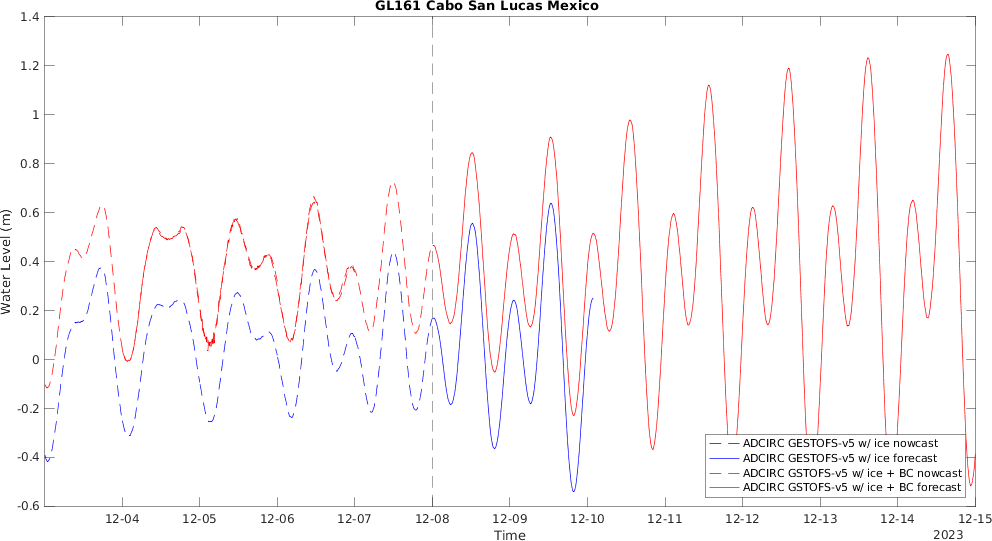 GL161 Cabo San Lucas Mexico
1.4
1.2
1
0.8
0.6
0.4
0.2
0
-0.2
-0.4
-0.6
Water Level (m)
ADCIRC GESTOFS-v5 w/ ice nowcast
ADCIRC GESTOFS-v5 w/ ice forecast
ADCIRC GSTOFS-v5 w/ ice + BC nowcast
ADCIRC GSTOFS-v5 w/ ice + BC forecast
12-04 12-05 12-06 12-07 12-08 12-09 12-10 12-11 12-12 12-13 12-14 12-15
Time
2023